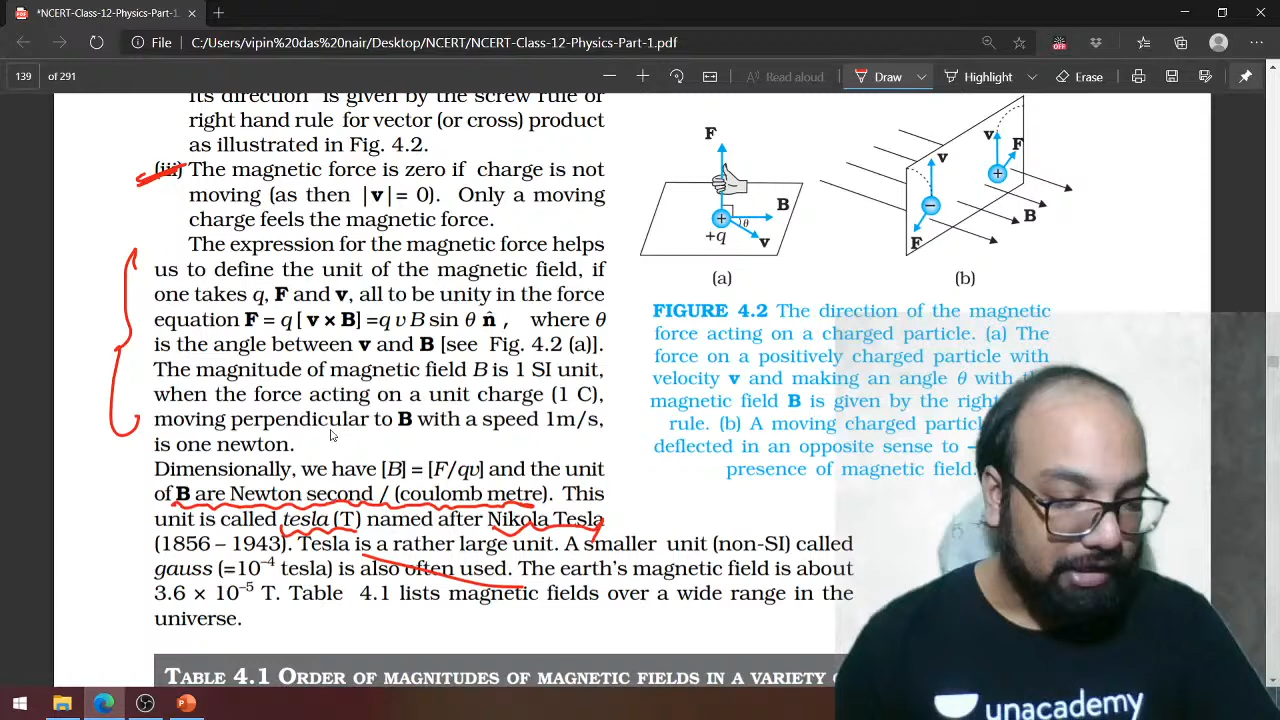 *NCERT-Class-12-Physics-Part-1.
File C:/Users/vipin%20das%20nair/Desktop/NCERT/NCERT-Class-12-Physics-Part-1.pdf
139 of 291 Read aloud Draw Highlight Erase
its direction is given by the screw rule or
right hand rule for vector (or cross) product
as illustrated in Fig. 4.2.
(iii) The magnetic force is zero if charge is not
moving (as then |v|= 0). Only a moving
charge feels the magnetic force.
The expression for the magnetic force helps
us to define the unit of the magnetic field, if
one takes q, F and v, all to be unity in the force
equation F = q [ v × B] =q v B sin θ n̂ , where θ
is the angle between v and B [see Fig. 4.2 (a)].
The magnitude of magnetic field B is 1 SI unit,
when the force acting on a unit charge (1 C),
moving perpendicular to B with a speed 1m/s,
is one newton.
Dimensionally, we have [B] = [F/qv] and the unit
of B are Newton second / (coulomb metre). This
unit is called tesla (T) named after Nikola Tesla
(1856 – 1943). Tesla is a rather large unit. A smaller unit (non-SI) called
gauss (=10⁻⁴ tesla) is also often used. The earth's magnetic field is about
3.6 × 10⁻⁵ T. Table 4.1 lists magnetic fields over a wide range in the
universe.
TABLE 4.1 ORDER OF MAGNITUDES OF MAGNETIC FIELDS IN A VARIETY
F
B
θ
+
+q
v
(a)
v
F
+
v
−
B
F
(b)
FIGURE 4.2 The direction of the magnetic
force acting on a charged particle. (a) The
force on a positively charged particle with
velocity v and making an angle θ with
magnetic field B is given by the
rule. (b) A moving charged
deflected in an opposite sense to
presence of magnetic field.
OFF
unacademy